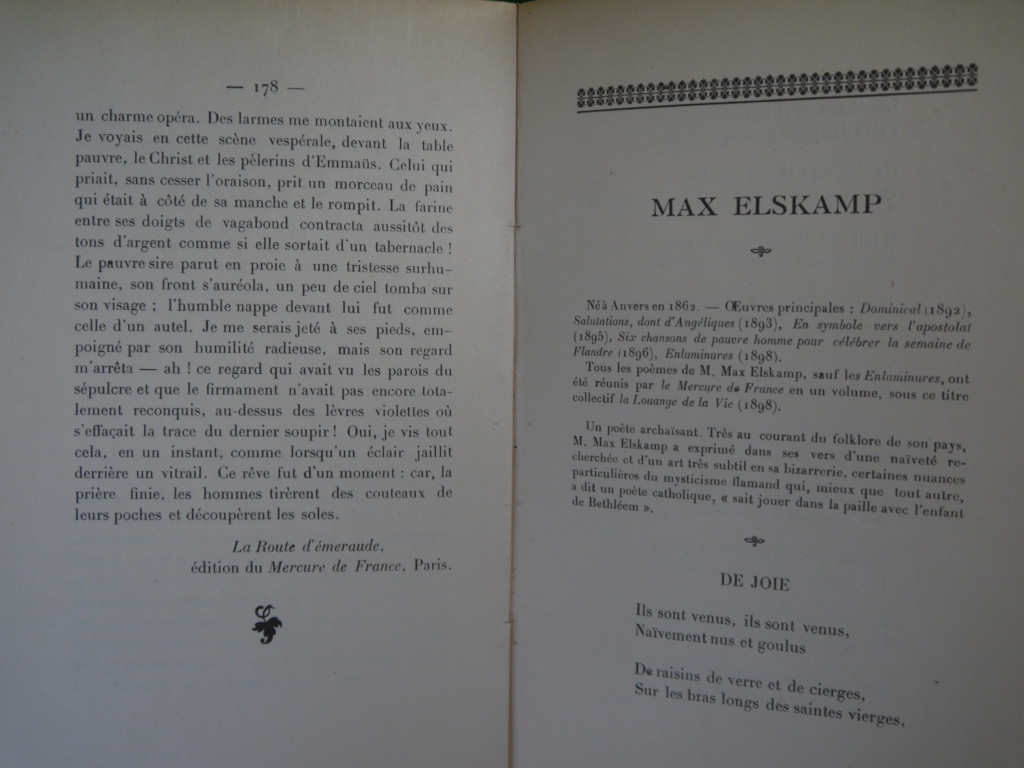 — 178 —
un charme opéra. Des larmes me montaient aux yeux.
Je voyais en cette scène vespérale, devant la table
pauvre, le Christ et les pèlerins d'Emmaüs. Celui qui
priait, sans cesser l'oraison, prit un morceau de pain
qui était à côté de sa manche et le rompit. La farine
entre ses doigts de vagabond contracta aussitôt des
tons d'argent comme si elle sortait d'un tabernacle !
Le pauvre sire parut en proie à une tristesse surhu-
maine, son front s'auréola, un peu de ciel tomba sur
son visage ; l'humble nappe devant lui fut comme
celle d'un autel. Je me serais jeté à ses pieds, em-
poigné par son humilité radieuse, mais son regard
m'arrêta — ah ! ce regard qui avait vu les parois du
sépulcre et que le firmament n'avait pas encore tota-
lement reconquis, au-dessus des lèvres violettes où
s'effaçait la trace du dernier soupir ! Oui, je vis tout
cela, en un instant, comme lorsqu'un éclair jaillit
derrière un vitrail. Ce rêve fut d'un moment : car, la
prière finie, les hommes tirèrent des couteaux de
leurs poches et découpèrent les soles.
La Route d'émeraude,
édition du Mercure de France, Paris.
MAX ELSKAMP
Né à Anvers en 1862. — Œuvres principales : Dominical (1892),
Salutations, dont d'Angéliques (1893), En symbole vers l'apostolat
(1895), Six chansons de pauvre homme pour célébrer la semaine de
Flandre (1896), Enluminures (1898).
Tous les poèmes de M. Max Elskamp, sauf les Enluminures, ont
été réunis par le Mercure de France en un volume, sous ce titre
collectif la Louange de la Vie (1898).
Un poète archaïsant. Très au courant du folklore de son pays,
M. Max Elskamp a exprimé dans ses vers d'une naïveté re-
cherchée et d'un art très subtil en sa bizarrerie, certaines nuances
particulières du mysticisme flamand qui, mieux que tout autre,
a dit un poète catholique, « sait jouer dans la paille avec l'enfant
de Bethléem ».
DE JOIE
Ils sont venus, ils sont venus,
Naïvement nus et goulus
De raisins de verre et de cierges,
Sur les bras longs des saintes vierges,